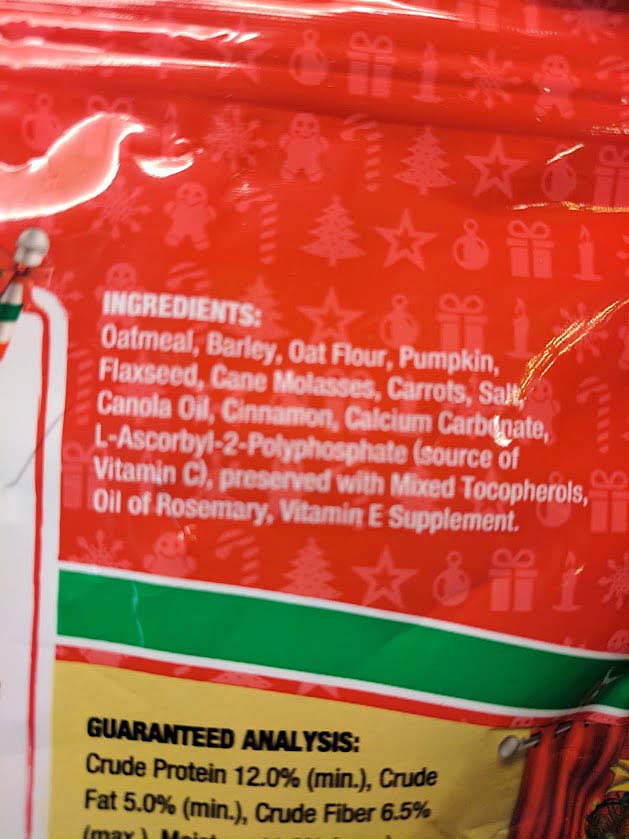 INGREDIENTS:
Oatmeal, Barley, Oat Flour, Pumpkin,
Flaxseed, Cane Molasses, Carrots, Salt,
Canola Oil, Cinnamon, Calcium Carbonate,
L-Ascorbyl-2-Polyphosphate (source of
Vitamin C), preserved with Mixed Tocopherols,
Oil of Rosemary, Vitamin E Supplement.
GUARANTEED ANALYSIS:
Crude Protein 12.0% (min.), Crude
Fat 5.0% (min.), Crude Fiber 6.5%
(max.)